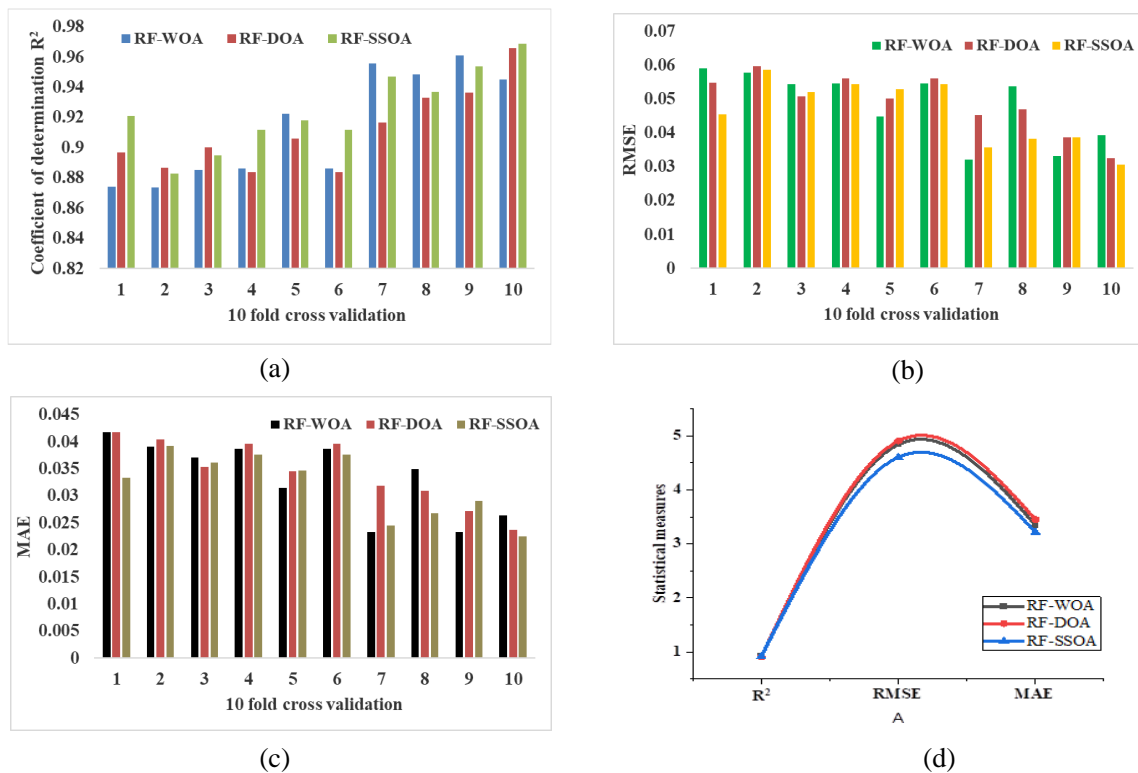 (a)
Coefficient of determination R²
0.98
0.96
0.94
0.92
0.9
0.88
0.86
0.84
0.82
RF-WOA RF-DOA RF-SSOA
1 2 3 4 5 6 7 8 9 10
10 fold cross validation
(b)
RMSE
0.07
0.06
0.05
0.04
0.03
0.02
0.01
0
RF-WOA RF-DOA RF-SSOA
1 2 3 4 5 6 7 8 9 10
10 fold cross validation
(c)
MAE
0.045
0.04
0.035
0.03
0.025
0.02
0.015
0.01
0.005
0
RF-WOA RF-DOA RF-SSOA
1 2 3 4 5 6 7 8 9 10
10 fold cross validation
(d)
Statistical measures
5
4
3
2
1
RF-WOA
RF-DOA
RF-SSOA
R² RMSE MAE
A